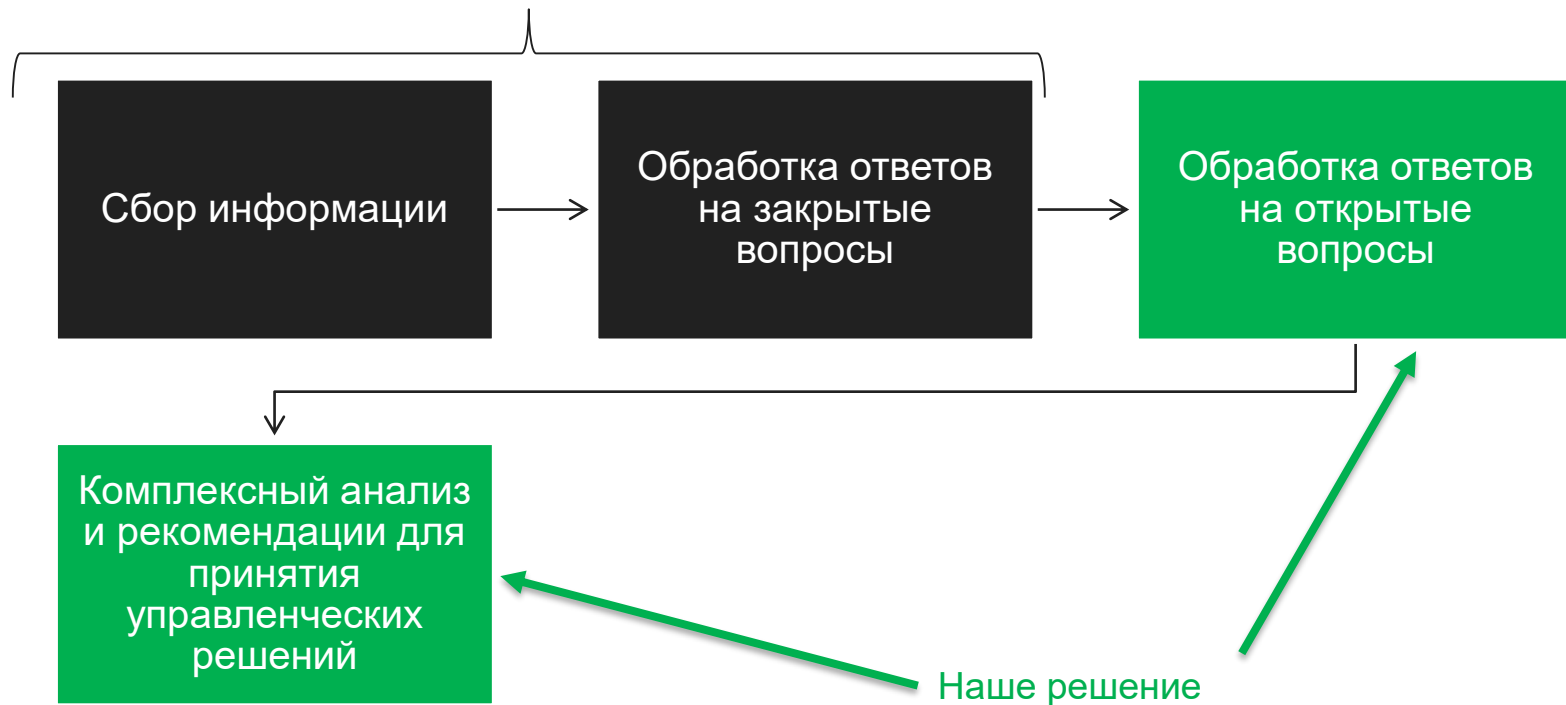 Сбор информации
Обработка ответов
на закрытые
вопросы
Обработка ответов
на открытые
вопросы
Комплексный анализ
и рекомендации для
принятия
управленческих
решений
Наше решение